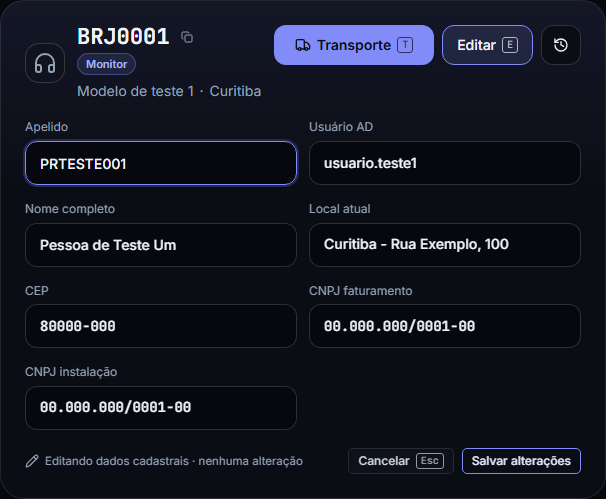 BRJ0001
Transporte T
Editar E
Monitor
Modelo de teste 1 · Curitiba
Apelido
Usuário AD
PRTESTE001
usuario.teste1
Nome completo
Local atual
Pessoa de Teste Um
Curitiba - Rua Exemplo, 100
CEP
CNPJ faturamento
80000-000
00.000.000/0001-00
CNPJ instalação
00.000.000/0001-00
Editando dados cadastrais · nenhuma alteração
Cancelar Esc
Salvar alterações